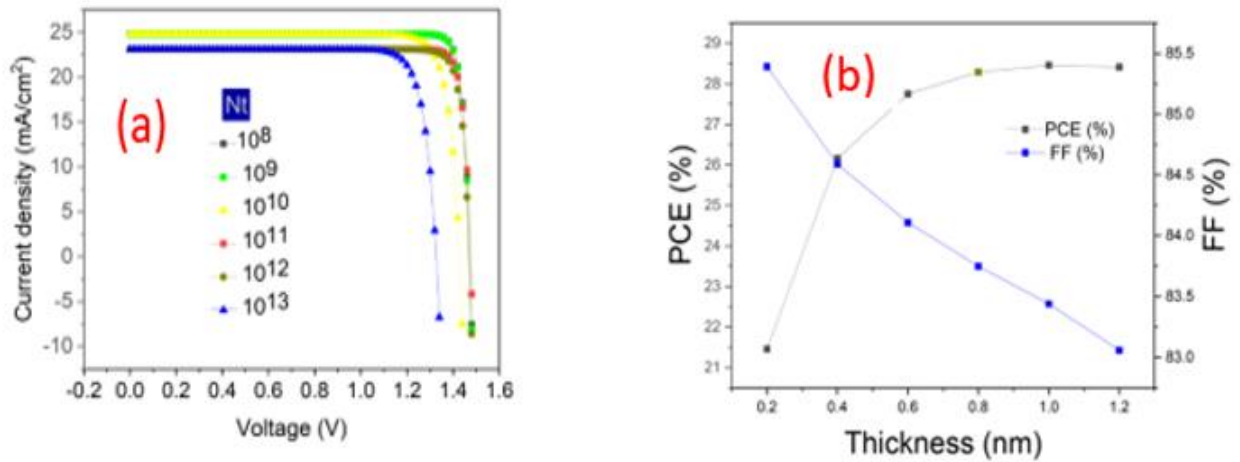 25
20
15
10
5
0
-5
-10
Current density (mA/cm²)
(a)
Nt
10⁸
10⁹
10¹⁰
10¹¹
10¹²
10¹³
-0.2 0.0 0.2 0.4 0.6 0.8 1.0 1.2 1.4 1.6
Voltage (V)
29
28
27
26
25
24
23
22
21
PCE (%)
(b)
PCE (%)
FF (%)
85.5
85.0
84.5
84.0
83.5
83.0
FF (%)
0.2 0.4 0.6 0.8 1.0 1.2
Thickness (nm)